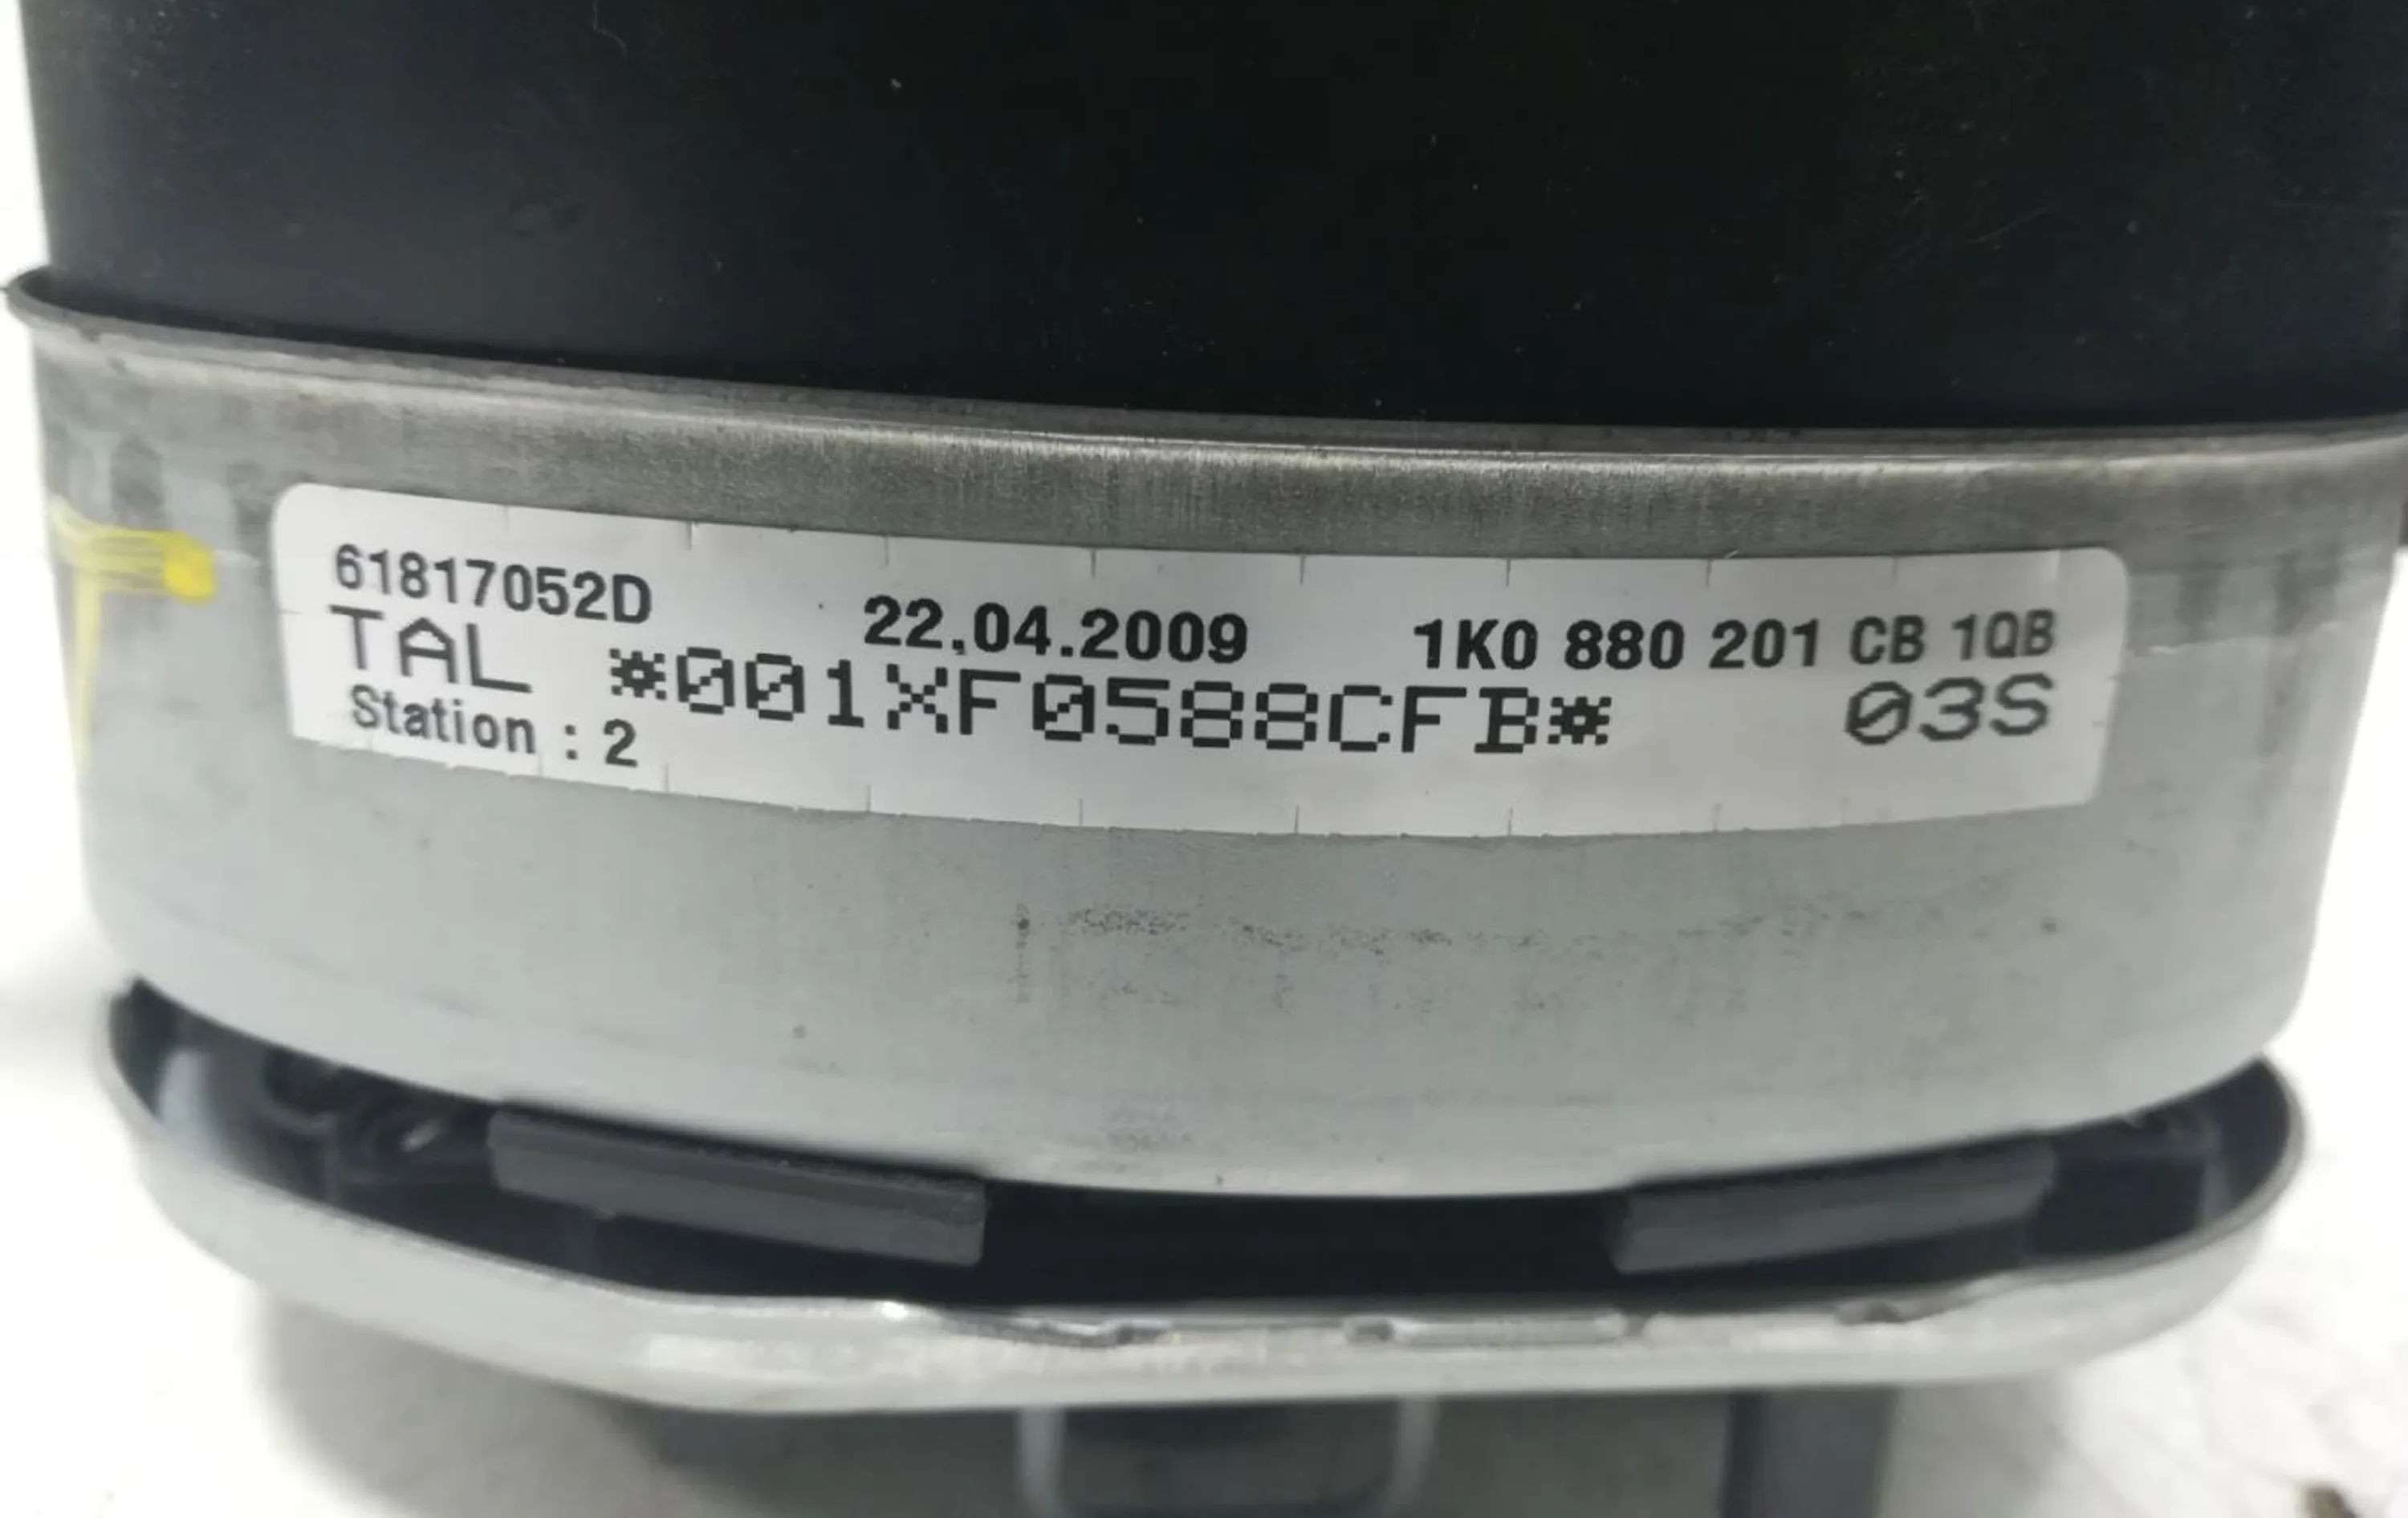 61817052D 22.04.2009 1K0 880 201 CB 1QB
TAL *001XF0588CFB* 03S
Station : 2